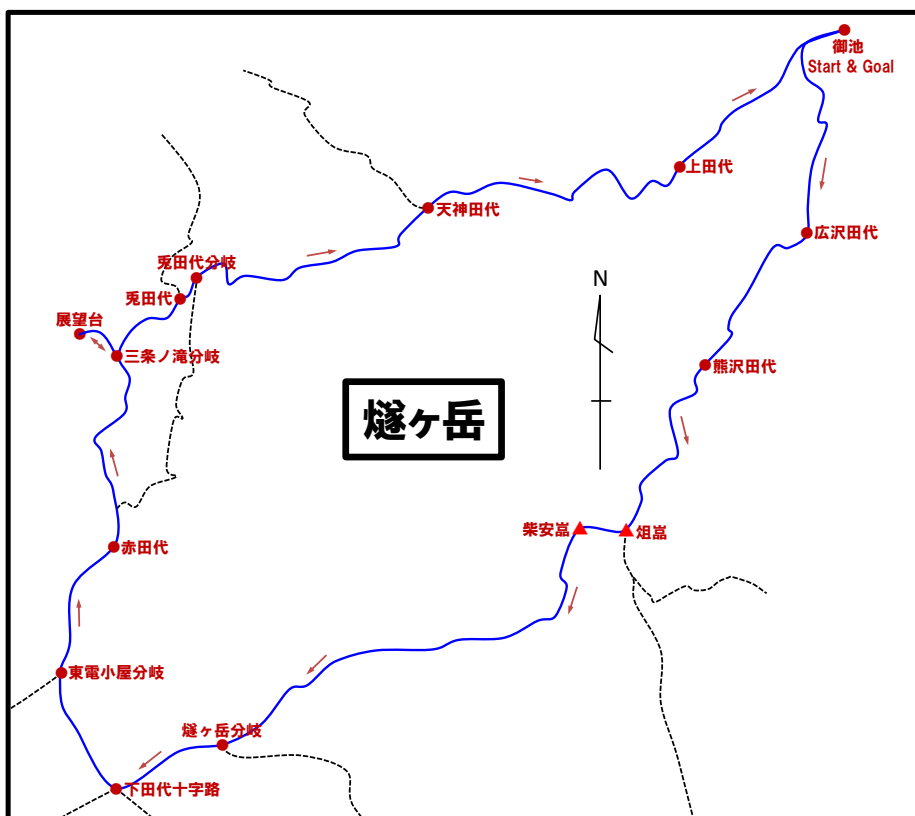 御池
Start & Goal
上田代
天神田代
広沢田代
兎田代分岐
N
兎田代
展望台
三条ノ滝分岐
熊沢田代
燧ヶ岳
柴安嵓
俎嵓
赤田代
東電小屋分岐
燧ヶ岳分岐
下田代十字路